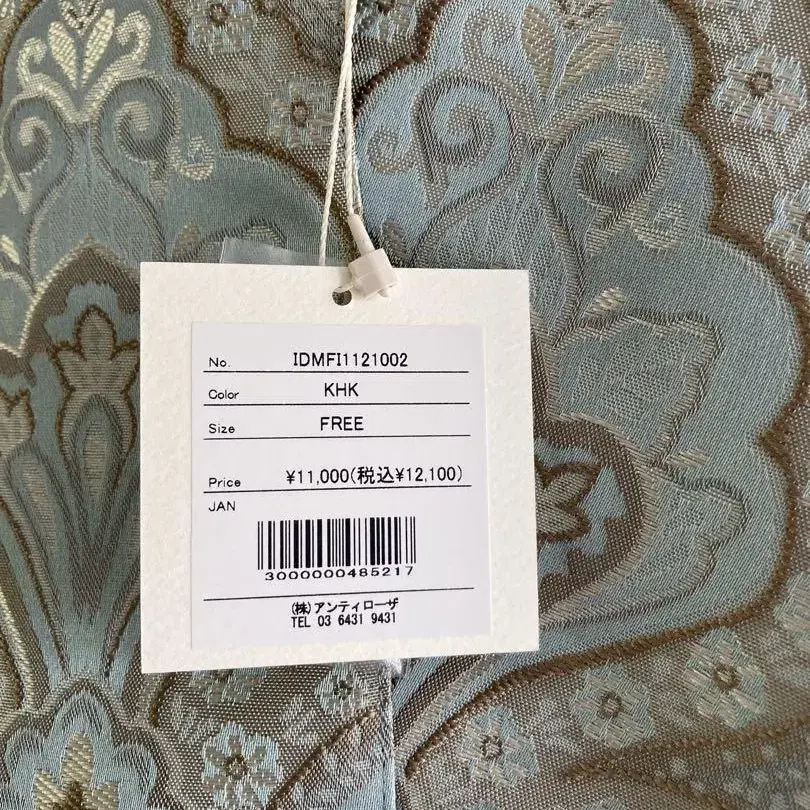 No. IDMFI1121002
Color KHK
Size FREE
Price ¥11,000(税込¥12,100)
JAN
3000000485217
(株)アンティローザ
TEL 03 6431 9431